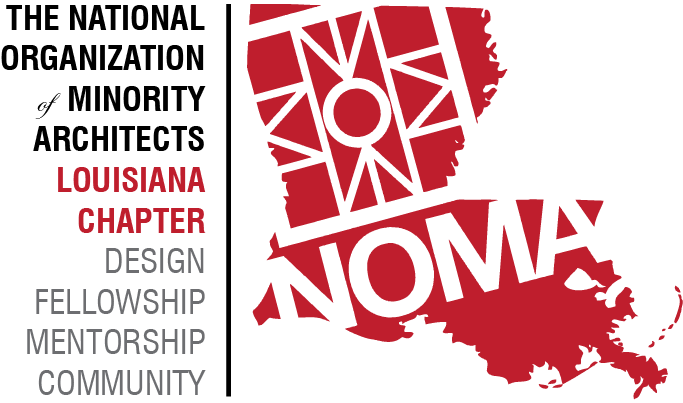 THE NATIONAL
ORGANIZATION
of MINORITY
ARCHITECTS
LOUISIANA
CHAPTER
DESIGN
FELLOWSHIP
MENTORSHIP
COMMUNITY
NOMA